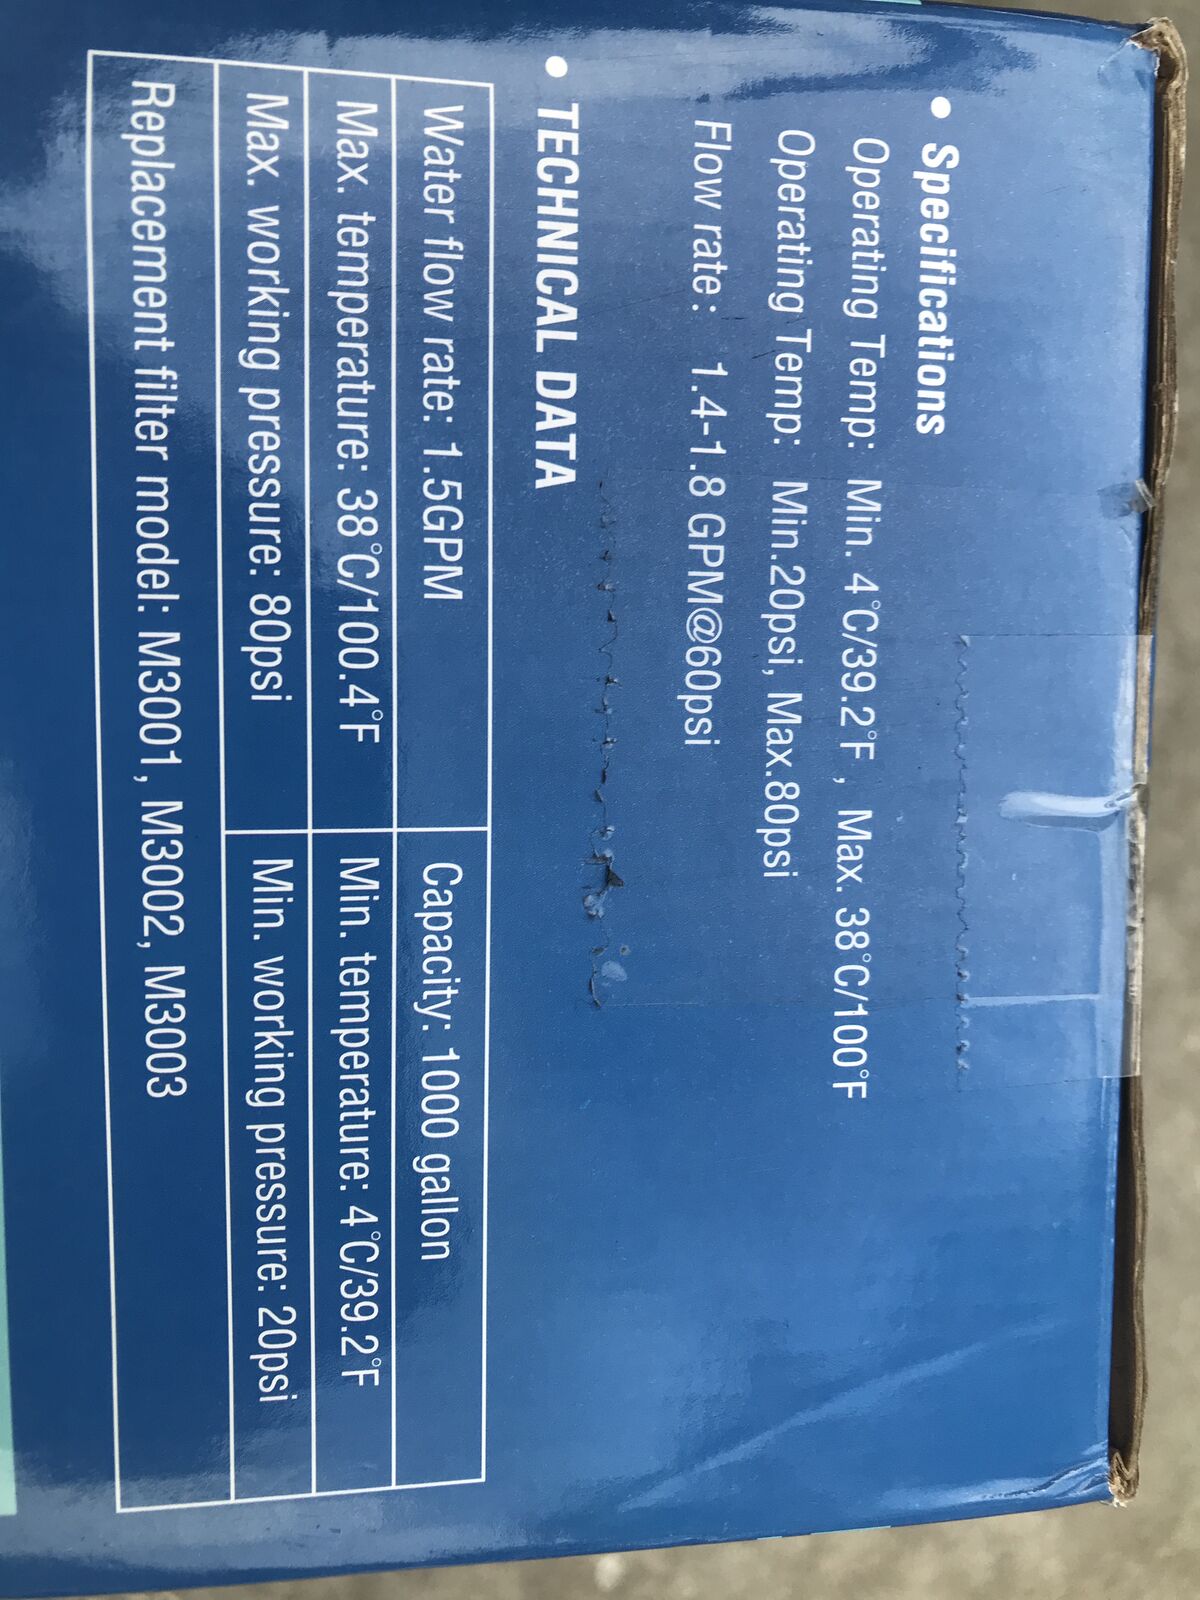 • Specifications
Operating Temp: Min. 4°C/39.2°F , Max. 38°C/100°F
Operating Temp: Min.20psi, Max.80psi
Flow rate: 1.4-1.8 GPM@60psi
• TECHNICAL DATA
Water flow rate: 1.5GPM Capacity: 1000 gallon
Max. temperature: 38°C/100.4°F Min. temperature: 4°C/39.2°F
Max. working pressure: 80psi Min. working pressure: 20psi
Replacement filter model: M3001, M3002, M3003